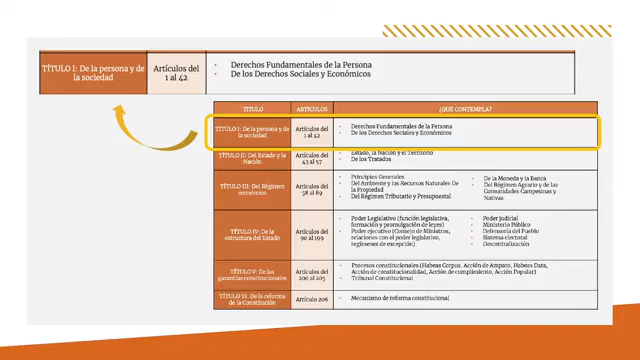 TÍTULO I: De la persona y de
la sociedad
Artículos del
1 al 42
• Derechos Fundamentales de la Persona
• De los Derechos Sociales y Económicos
TITULO
ARTÍCULOS
¿QUÉ CONTEMPLA?
TÍTULO I: De la persona y de
la sociedad
Artículos del
1 al 42
• Derechos Fundamentales de la Persona
• De los Derechos Sociales y Económicos
TÍTULO II: Del Estado y la
Nación
Artículos del
43 al 57
• Estado, la Nación y el Territorio
• De los Tratados
TÍTULO III: Del Régimen
económico
Artículos del
58 al 89
• Principios Generales
• Del Ambiente y los Recursos Naturales De
la Propiedad
• Del Régimen Tributario y Presupuestal
• De la Moneda y la Banca
• Del Régimen Agrario y de las
Comunidades Campesinas y
Nativas
TÍTULO IV: De la
estructura del Estado
Artículos del
90 al 199
• Poder Legislativo (función legislativa,
formación y promulgación de leyes)
• Poder ejecutivo (Consejo de Ministros,
relaciones con el poder legislativo,
regímenes de excepción)
• Poder judicial
• Ministerio Público
• Defensoría del Pueblo
• Sistema electoral
• Descentralización
TÍTULO V: De las
garantías constitucionales
Artículos del
200 al 205
• Procesos constitucionales (Habeas Corpus, Acción de Amparo, Habeas Data,
Acción de constitucionalidad, Acción de cumplimiento, Acción Popular)
• Tribunal Constitucional
TÍTULO VI: De la reforma
de la Constitución
Artículo 206
• Mecanismo de reforma constitucional